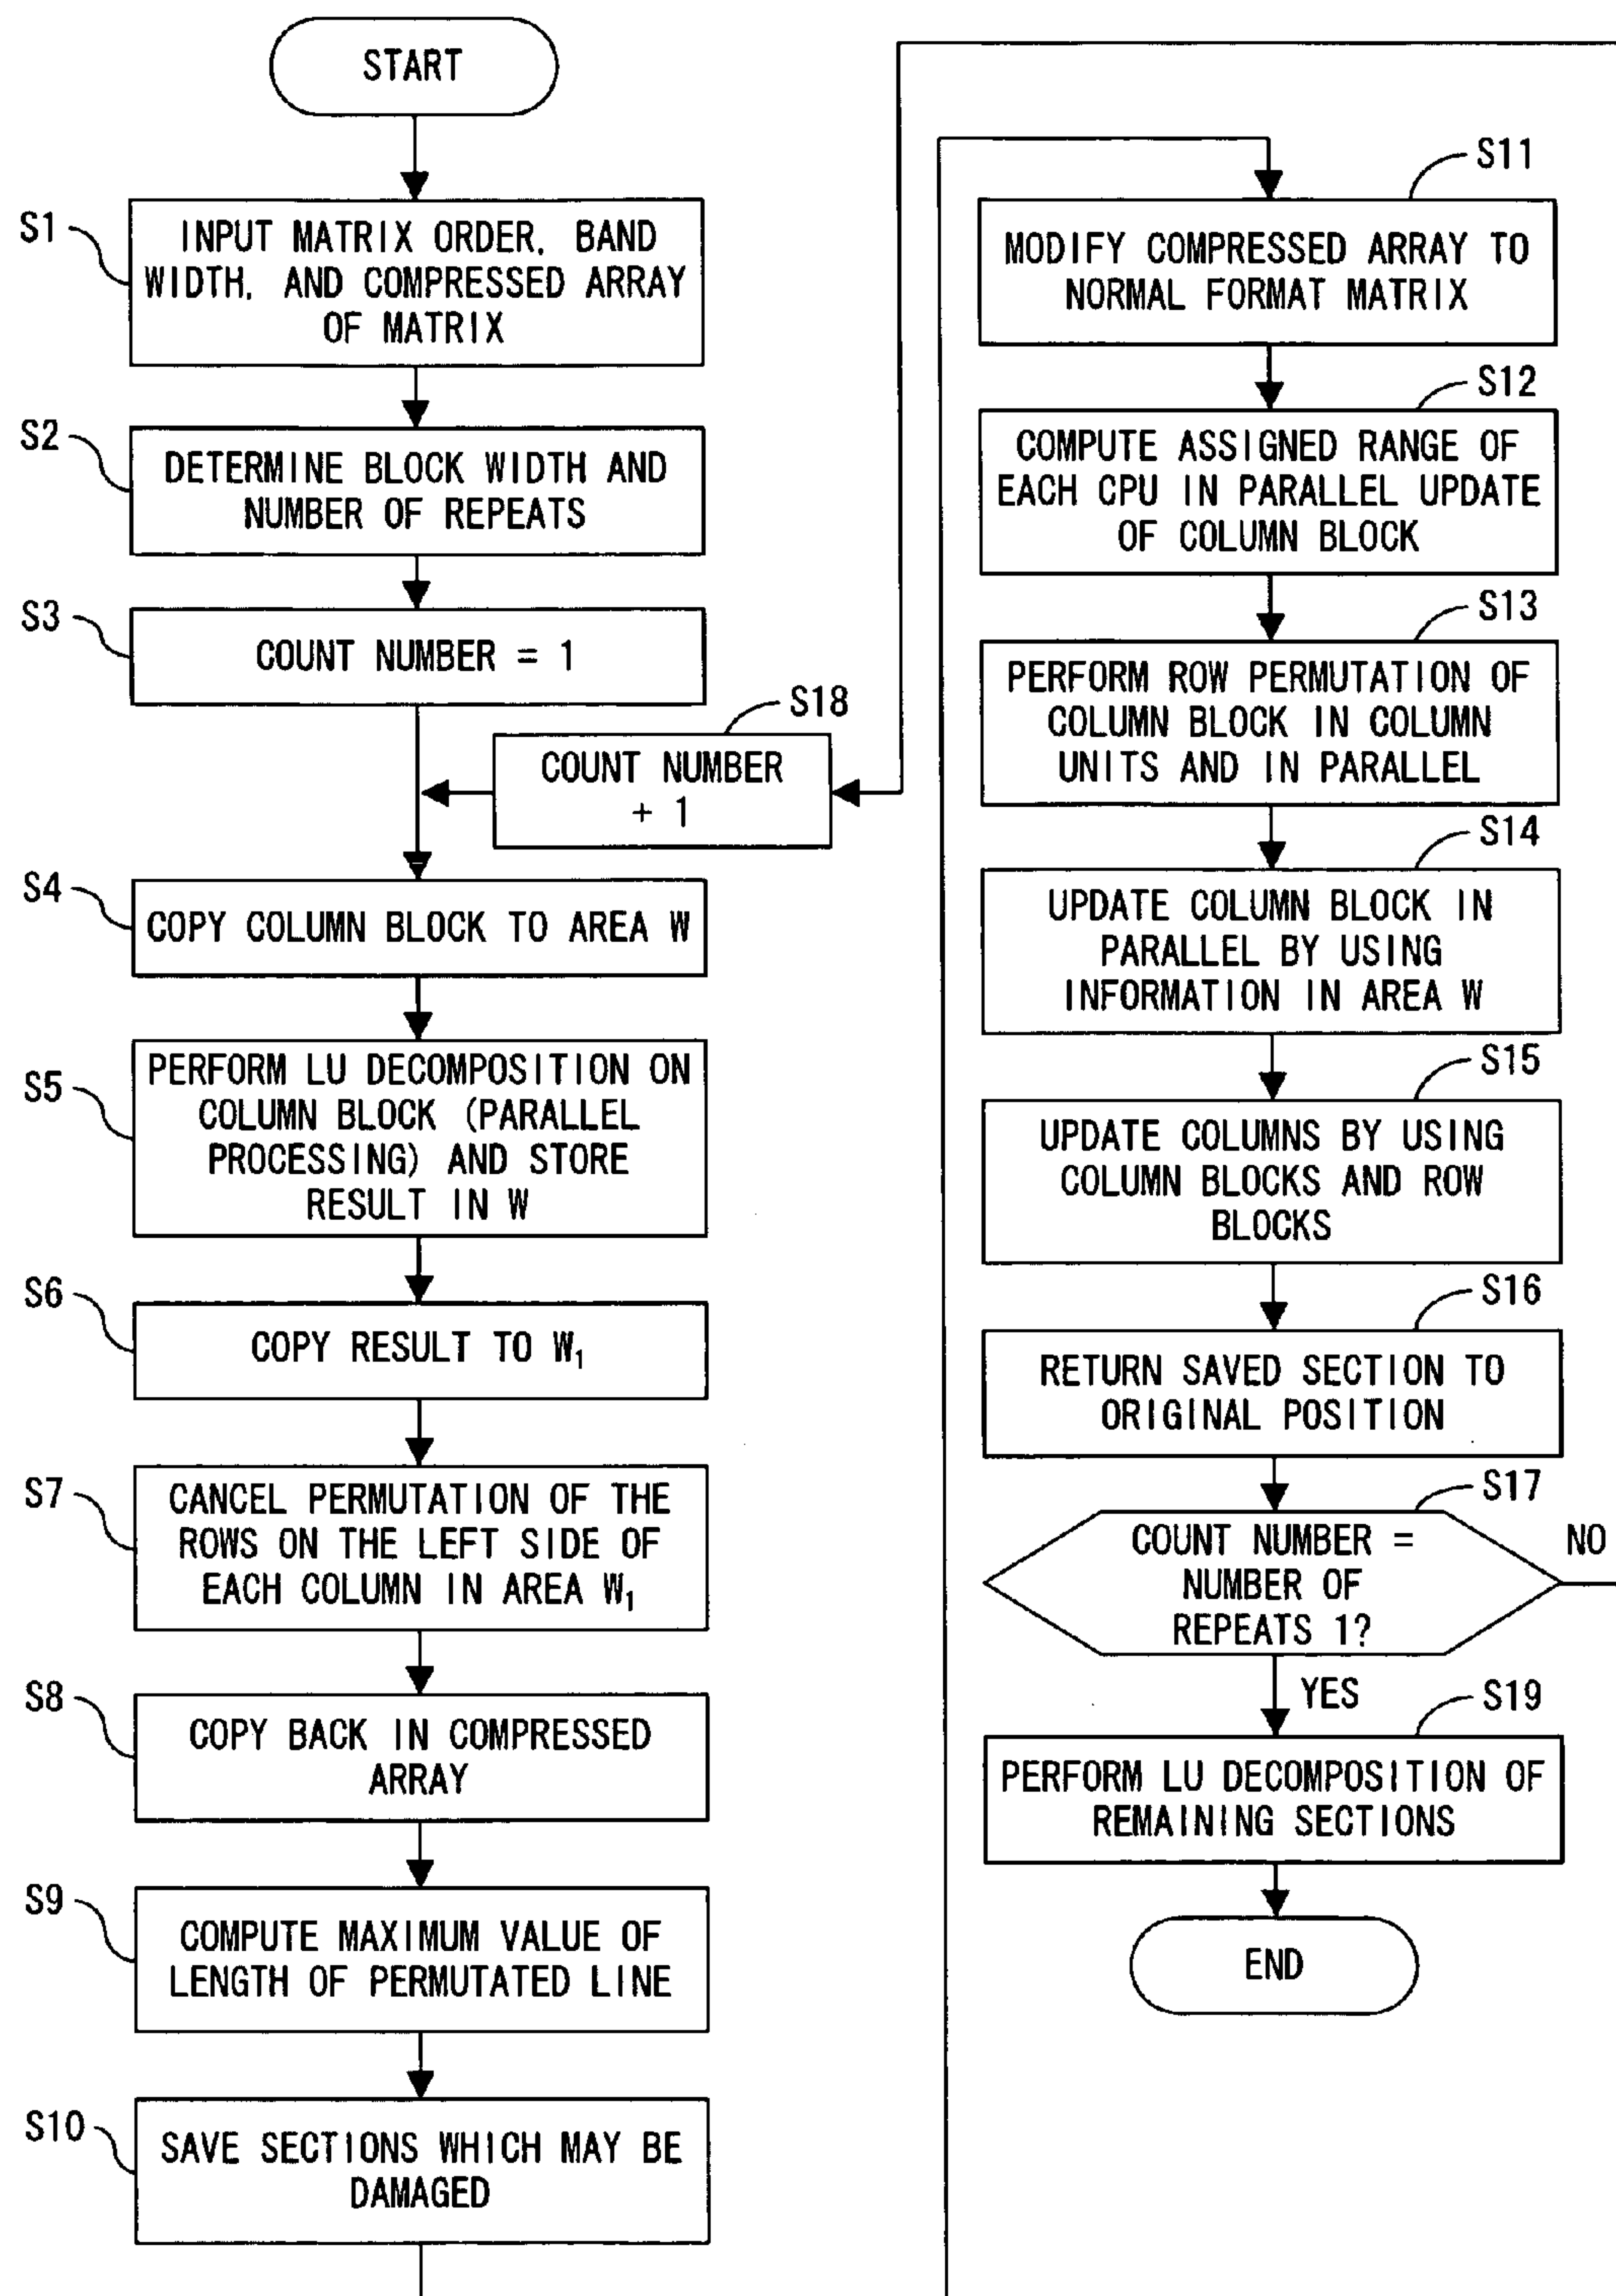 START
S1
INPUT MATRIX ORDER, BAND
WIDTH, AND COMPRESSED ARRAY
OF MATRIX
S2
DETERMINE BLOCK WIDTH AND
NUMBER OF REPEATS
S3
COUNT NUMBER = 1
S18
COUNT NUMBER
+ 1
S4
COPY COLUMN BLOCK TO AREA W
S5
PERFORM LU DECOMPOSITION ON
COLUMN BLOCK (PARALLEL
PROCESSING) AND STORE
RESULT IN W
S6
COPY RESULT TO W₁
S7
CANCEL PERMUTATION OF THE
ROWS ON THE LEFT SIDE OF
EACH COLUMN IN AREA W₁
S8
COPY BACK IN COMPRESSED
ARRAY
S9
COMPUTE MAXIMUM VALUE OF
LENGTH OF PERMUTATED LINE
S10
SAVE SECTIONS WHICH MAY BE
DAMAGED
S11
MODIFY COMPRESSED ARRAY TO
NORMAL FORMAT MATRIX
S12
COMPUTE ASSIGNED RANGE OF
EACH CPU IN PARALLEL UPDATE
OF COLUMN BLOCK
S13
PERFORM ROW PERMUTATION OF
COLUMN BLOCK IN COLUMN
UNITS AND IN PARALLEL
S14
UPDATE COLUMN BLOCK IN
PARALLEL BY USING
INFORMATION IN AREA W
S15
UPDATE COLUMNS BY USING
COLUMN BLOCKS AND ROW
BLOCKS
S16
RETURN SAVED SECTION TO
ORIGINAL POSITION
S17
COUNT NUMBER =
NUMBER OF
REPEATS 1?
NO
YES
S19
PERFORM LU DECOMPOSITION OF
REMAINING SECTIONS
END